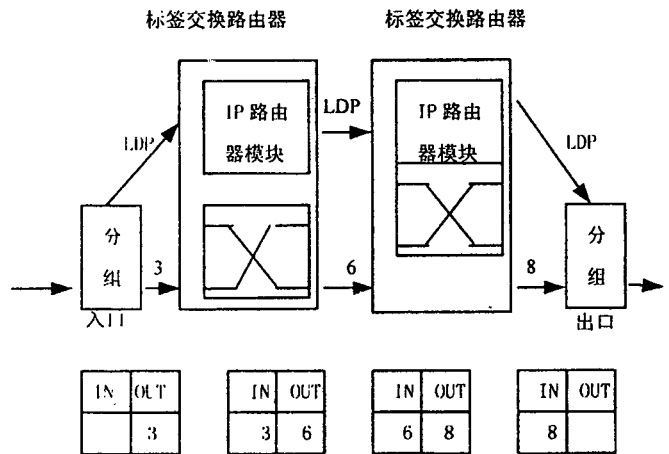 标签交换路由器 标签交换路由器
IP 路由
器模块
LDP
IP 路由
器模块
LDP
LDP
分
组
入口
3
6
8
分
组
出口
IN OUT
3
IN OUT
3 6
IN OUT
6 8
IN OUT
8